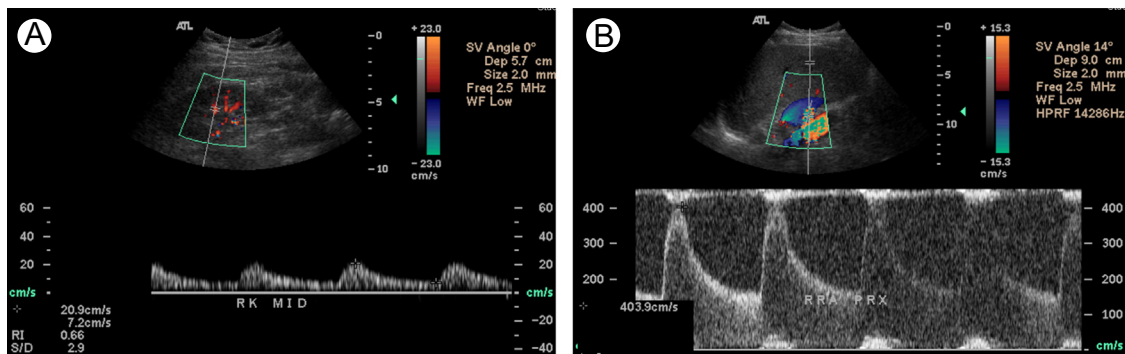 A
ATL
0
5
10
+ 23.0
- 23.0
cm/s
SV Angle 0°
Dep 5.7 cm
Size 2.0 mm
Freq 2.5 MHz
WF Low
60
40
20
cm/s
60
40
20
cm/s
-20
-40
RK MID
20.9cm/s
7.2cm/s
RI 0.66
S/D 2.9
B
ATL
0
5
10
+ 15.3
- 15.3
cm/s
SV Angle 14°
Dep 9.0 cm
Size 2.0 mm
Freq 2.5 MHz
WF Low
HPRF 14286Hz
400
300
200
400
300
200
100
cm/s
RRA PRX
403.9cm/s